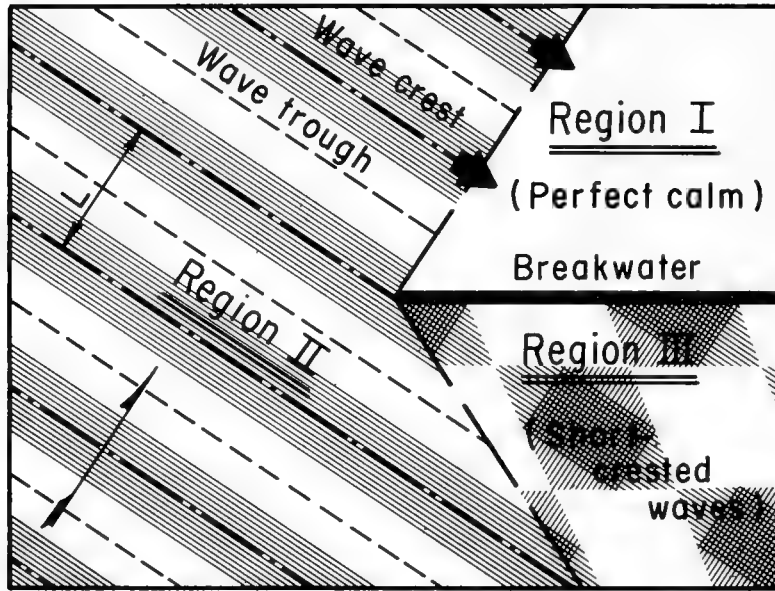 Wave crest
Wave trough
Region I
(Perfect calm)
L
Breakwater
Region II
Region III
(Short-
crested
waves)